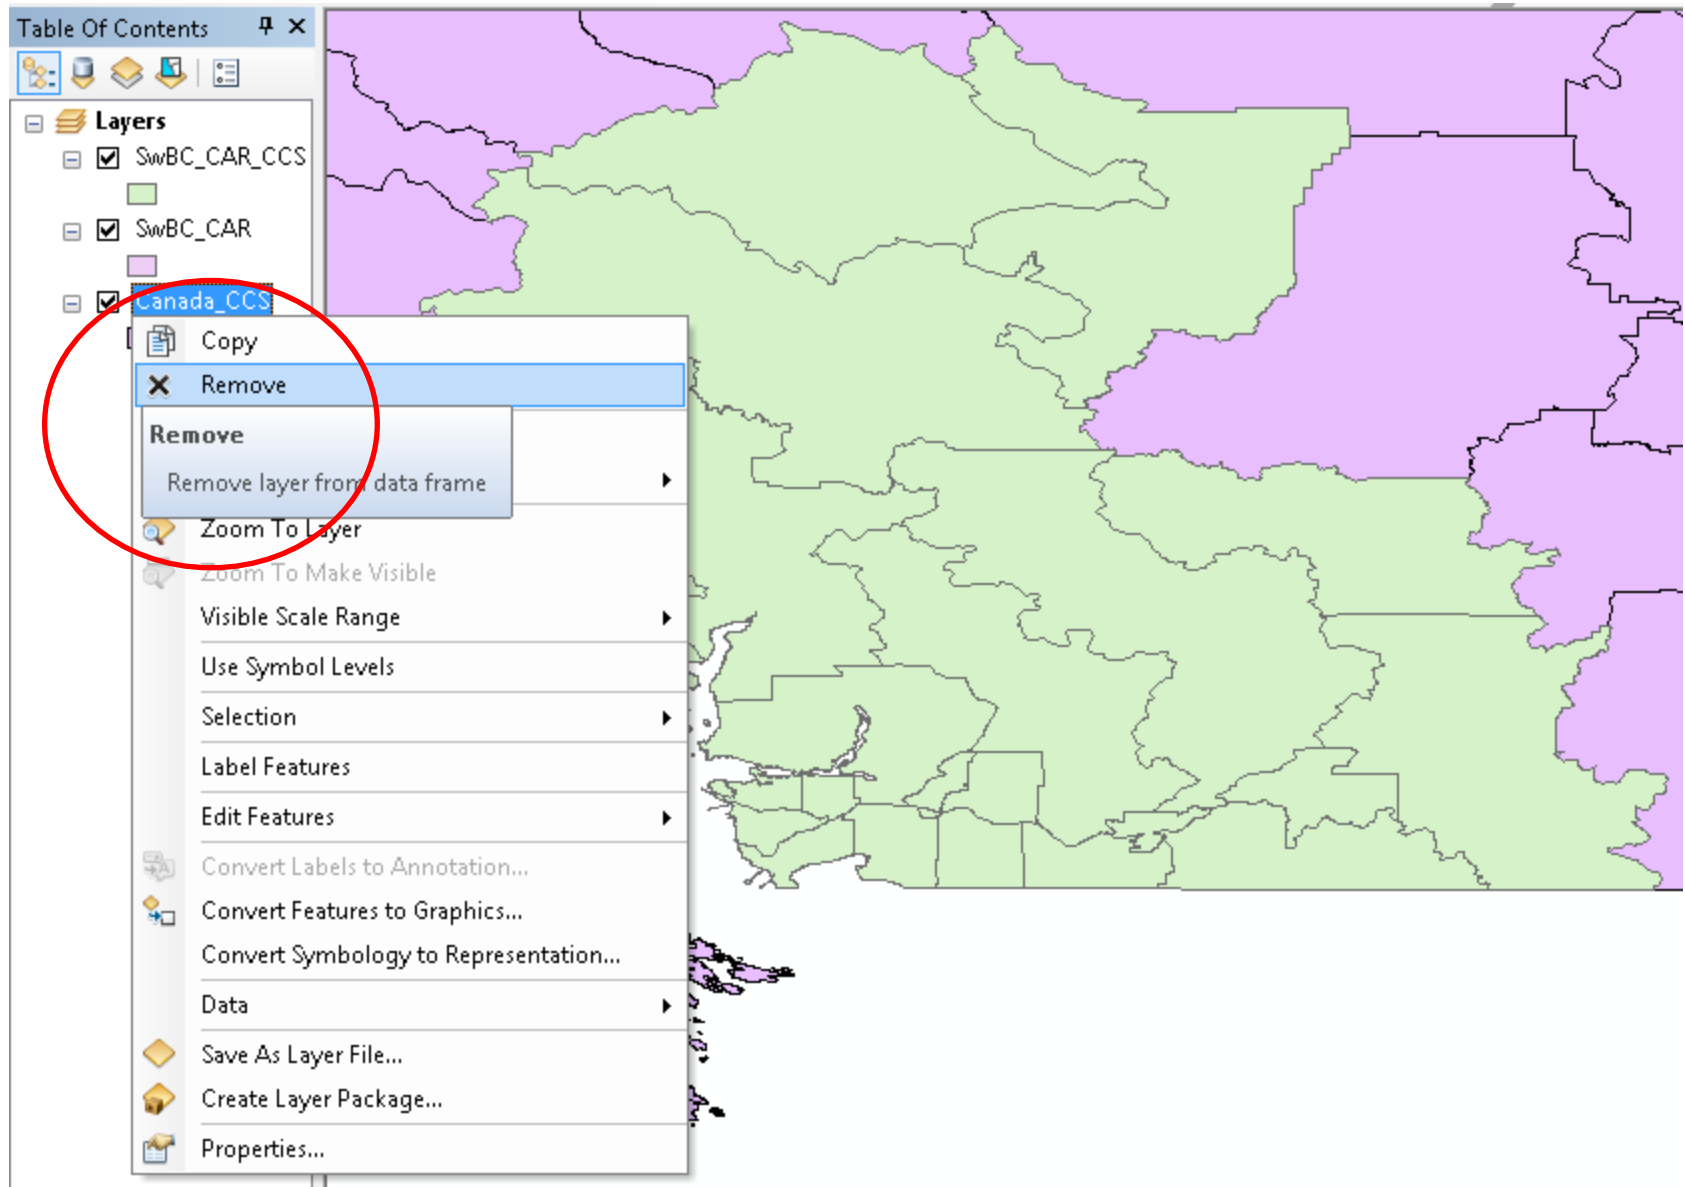 Table Of Contents
Layers
SwBC_CAR_CCS
SwBC_CAR
Canada_CCS
Copy
Remove
Remove
Remove layer from data frame
Zoom To Layer
Zoom To Make Visible
Visible Scale Range
Use Symbol Levels
Selection
Label Features
Edit Features
Convert Labels to Annotation...
Convert Features to Graphics...
Convert Symbology to Representation...
Data
Save As Layer File...
Create Layer Package...
Properties...